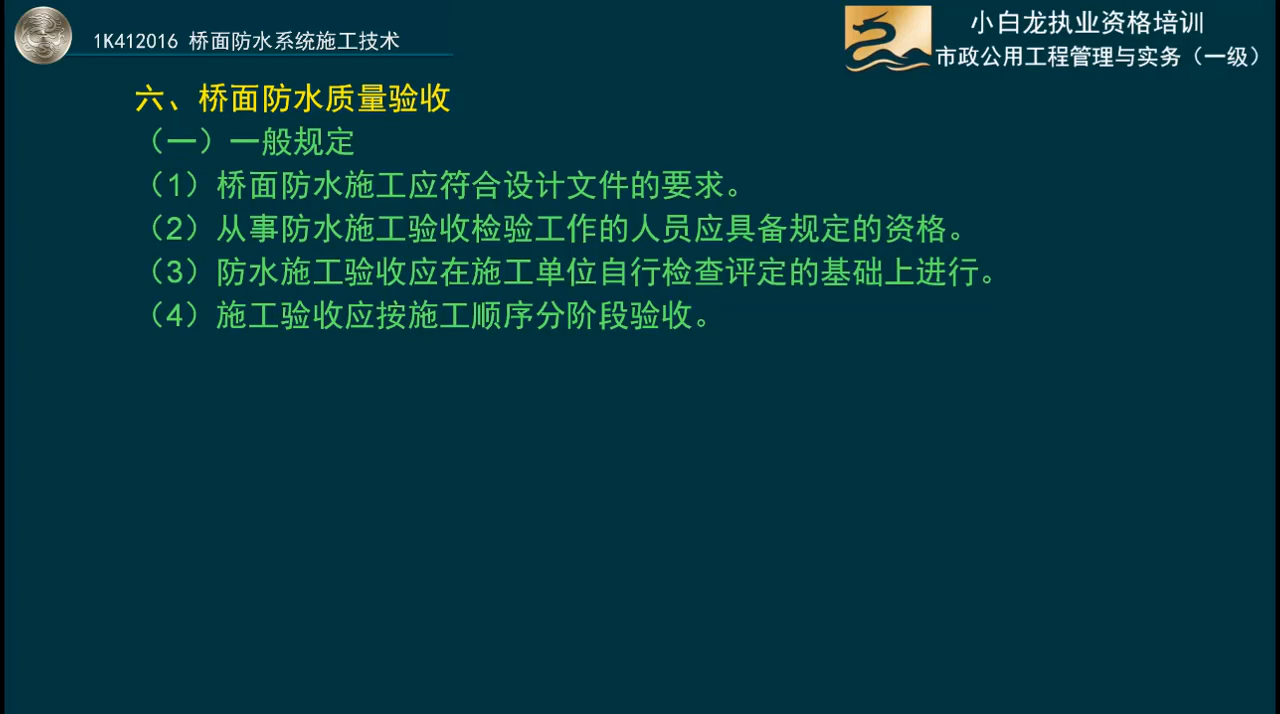 1K412016 桥面防水系统施工技术
小白龙执业资格培训
市政公用工程管理与实务（一级）
六、桥面防水质量验收
（一）一般规定
（1）桥面防水施工应符合设计文件的要求。
（2）从事防水施工验收检验工作的人员应具备规定的资格。
（3）防水施工验收应在施工单位自行检查评定的基础上进行。
（4）施工验收应按施工顺序分阶段验收。